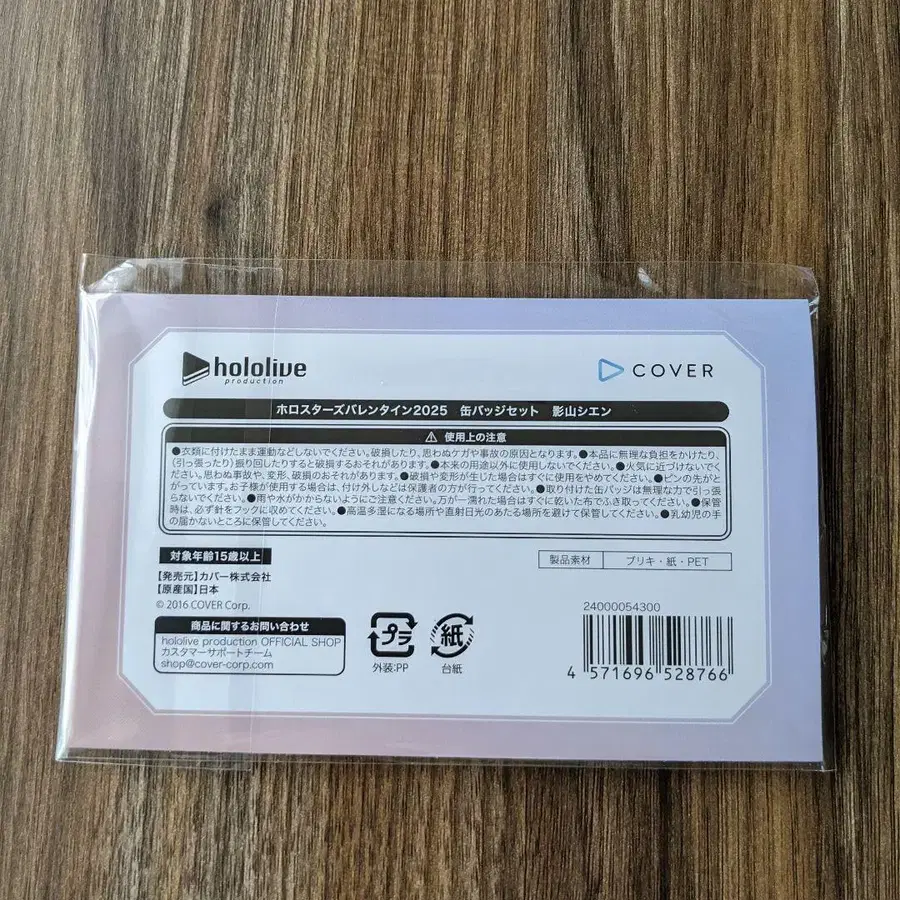 hololive
production
COVER
ホロスターズバレンタイン2025 缶バッジセット 影山シエン
⚠ 使用上の注意
●衣類に付けたまま運動などしないでください。破損したり、思わぬケガや事故の原因となります。●本品に無理な負担をかけたり、
(引っ張ったり)振り回したりすると破損するおそれがあります。●本来の用途以外に使用しないでください。●火気に近づけないでく
ださい。思わぬ事故や、変形、破損のおそれがあります。●破損や変形が生じた場合はすぐに使用をやめてください。●ピンの先がと
がっています。お子様が使用する場合は、付け外しなどは保護者の方が行ってください。●取り付けた缶バッジは無理な力で引っ張
らないでください。●雨や水がかからないようにご注意ください。万が一濡れた場合はすぐに乾いた布でふき取ってください。●保管
時は、必ず針をフックに収めてください。●高温多湿になる場所や直射日光のあたる場所を避けて保管してください。●乳幼児の手
の届かないところに保管してください。
対象年齢15歳以上
【発売元】カバー株式会社
【原産国】日本
© 2016 COVER Corp.
製品素材 ブリキ・紙・PET
商品に関するお問い合わせ
hololive production OFFICIAL SHOP
カスタマーサポートチーム
shop@cover-corp.com
プラ
外装:PP
紙
台紙
24000054300
4 571696 528766